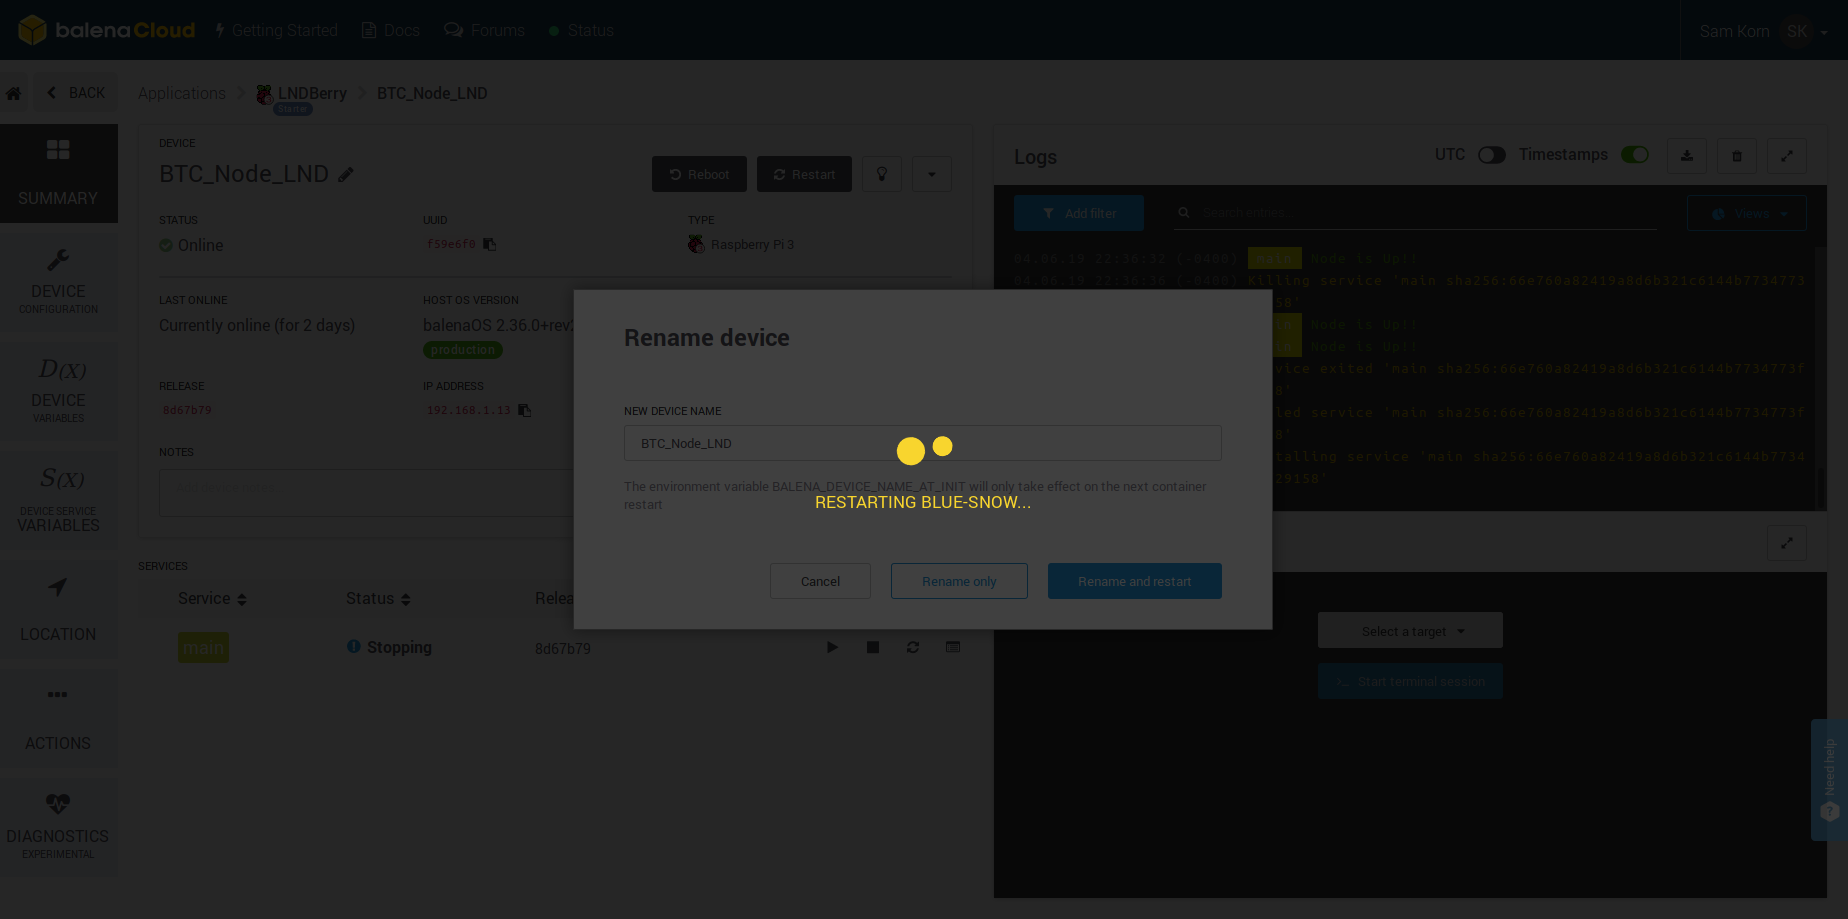 balenaCloud
Getting Started
Docs
Forums
Status
Sam Korn
SK
BACK
Applications
LNDBerry
Starter
BTC_Node_LND
SUMMARY
DEVICE
CONFIGURATION
D(X)
DEVICE
VARIABLES
S(X)
DEVICE SERVICE
VARIABLES
LOCATION
ACTIONS
DIAGNOSTICS
EXPERIMENTAL
DEVICE
BTC_Node_LND
Reboot
Restart
STATUS
Online
UUID
f59e6f0
TYPE
Raspberry Pi 3
LAST ONLINE
Currently online (for 2 days)
HOST OS VERSION
balenaOS 2.36.0+rev
production
RELEASE
8d67b79
IP ADDRESS
192.168.1.13
NOTES
SERVICES
Service
Status
Relea
main
Stopping
8d67b79
Rename device
NEW DEVICE NAME
BTC_Node_LND
The environment variable BALENA_DEVICE_NAME_AT_INIT will only take effect on the next container
restart
RESTARTING BLUE-SNOW...
Cancel
Rename only
Rename and restart
Logs
UTC
Timestamps
Add filter
Search entries...
Views
04.06.19 22:36:32 (-0400) main Node is Up!!
04.06.19 22:36:36 (-0400) Killing service 'main sha256:66e760a82419a8d6b321c6144b7734773
158'
Node is Up!!
Node is Up!!
vice exited 'main sha256:66e760a82419a8d6b321c6144b7734773f
8'
led service 'main sha256:66e760a82419a8d6b321c6144b7734773f
8'
talling service 'main sha256:66e760a82419a8d6b321c6144b7734
29158'
Select a target
Start terminal session
Need help
?